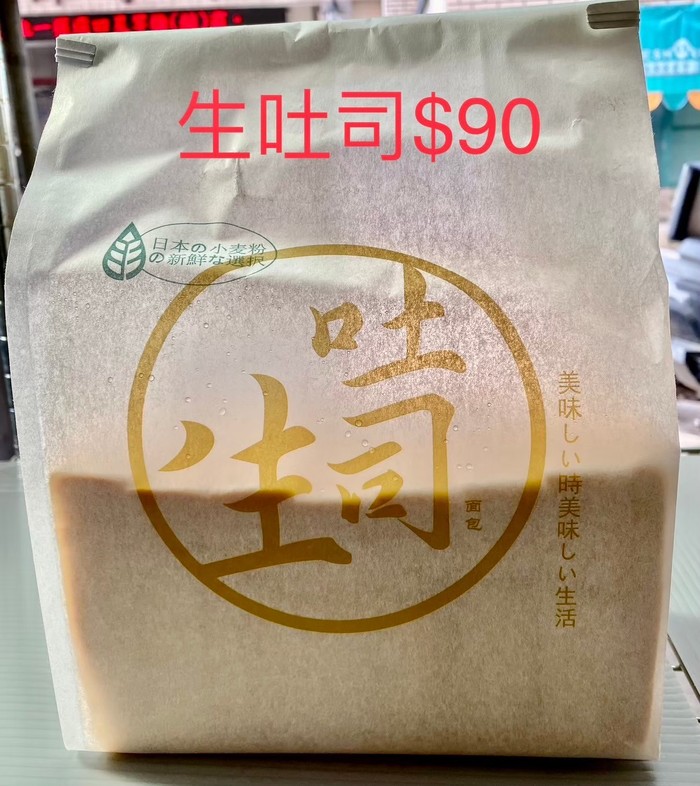 生吐司$90
日本の小麦粉
の新鮮な選択
生吐司
面包
美味しい時美味しい生活